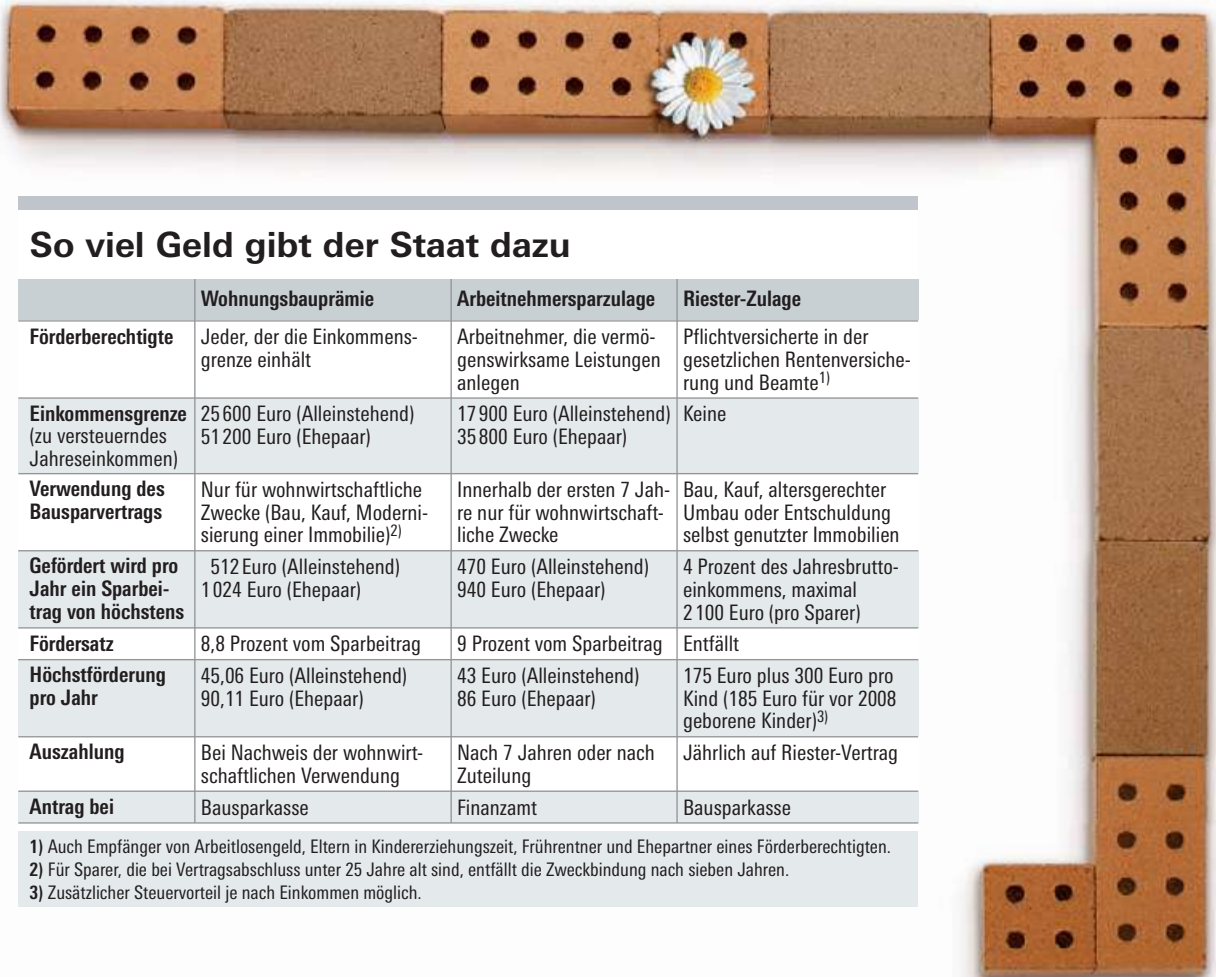 So viel Geld gibt der Staat dazu
Wohnungsbauprämie Arbeitnehmersparzulage Riester-Zulage
Förderberechtigte
Jeder, der die Einkommens-
grenze einhält
Arbeitnehmer, die vermö-
genswirksame Leistungen
anlegen
Pflichtversicherte in der
gesetzlichen Rentenversiche-
rung und Beamte1)
Einkommensgrenze
(zu versteuerndes
Jahreseinkommen)
25 600 Euro (Alleinstehend)
51 200 Euro (Ehepaar)
17 900 Euro (Alleinstehend)
35 800 Euro (Ehepaar)
Keine
Verwendung des
Bausparvertrags
Nur für wohnwirtschaftliche
Zwecke (Bau, Kauf, Moderni-
sierung einer Immobilie)2)
Innerhalb der ersten 7 Jah-
re nur für wohnwirtschaft-
liche Zwecke
Bau, Kauf, altersgerechter
Umbau oder Entschuldung
selbst genutzter Immobilien
Gefördert wird pro
Jahr ein Sparbei-
trag von höchstens
512 Euro (Alleinstehend)
1 024 Euro (Ehepaar)
470 Euro (Alleinstehend)
940 Euro (Ehepaar)
4 Prozent des Jahresbrutto-
einkommens, maximal
2 100 Euro (pro Sparer)
Fördersatz
8,8 Prozent vom Sparbeitrag
9 Prozent vom Sparbeitrag
Entfällt
Höchstförderung
pro Jahr
45,06 Euro (Alleinstehend)
90,11 Euro (Ehepaar)
43 Euro (Alleinstehend)
86 Euro (Ehepaar)
175 Euro plus 300 Euro pro
Kind (185 Euro für vor 2008
geborene Kinder)3)
Auszahlung
Bei Nachweis der wohnwirt-
schaftlichen Verwendung
Nach 7 Jahren oder nach
Zuteilung
Jährlich auf Riester-Vertrag
Antrag bei
Bausparkasse
Finanzamt
Bausparkasse
1) Auch Empfänger von Arbeitlosengeld, Eltern in Kindererziehungszeit, Frührentner und Ehepartner eines Förderberechtigten.
2) Für Sparer, die bei Vertragsabschluss unter 25 Jahre alt sind, entfällt die Zweckbindung nach sieben Jahren.
3) Zusätzlicher Steuervorteil je nach Einkommen möglich.